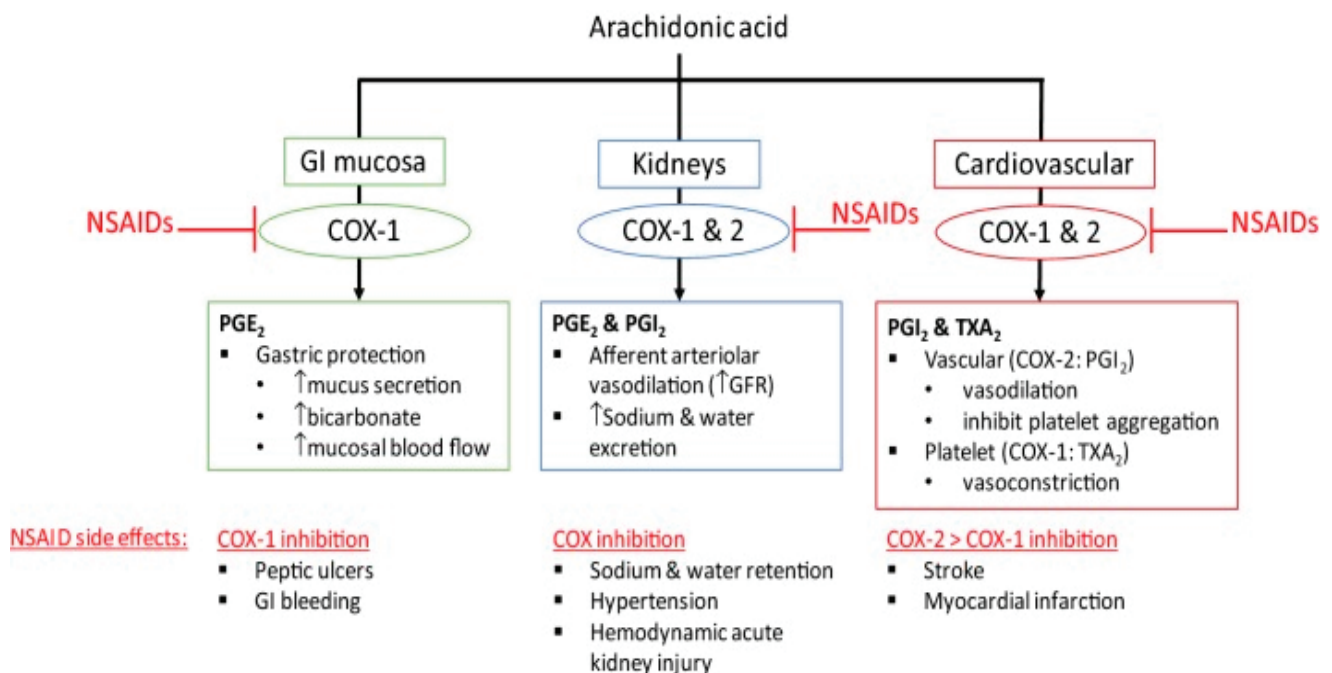 Arachidonic acid
GI mucosa
Kidneys
Cardiovascular
NSAIDs
COX-1
COX-1 & 2
NSAIDs
COX-1 & 2
NSAIDs
PGE₂
▪ Gastric protection
• ↑mucus secretion
• ↑bicarbonate
• ↑mucosal blood flow
PGE₂ & PGI₂
▪ Afferent arteriolar
vasodilation (↑GFR)
▪ ↑Sodium & water
excretion
PGI₂ & TXA₂
▪ Vascular (COX-2: PGI₂)
• vasodilation
• inhibit platelet aggregation
▪ Platelet (COX-1: TXA₂)
• vasoconstriction
NSAID side effects:
COX-1 inhibition
▪ Peptic ulcers
▪ GI bleeding
COX inhibition
▪ Sodium & water retention
▪ Hypertension
▪ Hemodynamic acute
kidney injury
COX-2 > COX-1 inhibition
▪ Stroke
▪ Myocardial infarction